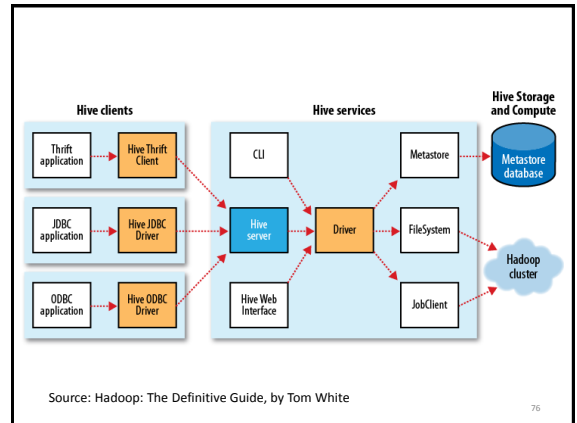 Hive clients
Hive services
Hive Storage
and Compute
Thrift
application
Hive Thrift
Client
JDBC
application
Hive JDBC
Driver
ODBC
application
Hive ODBC
Driver
CLI
Hive
server
Hive Web
Interface
Driver
Metastore
FileSystem
JobClient
Metastore
database
Hadoop
cluster
Source: Hadoop: The Definitive Guide, by Tom White
76